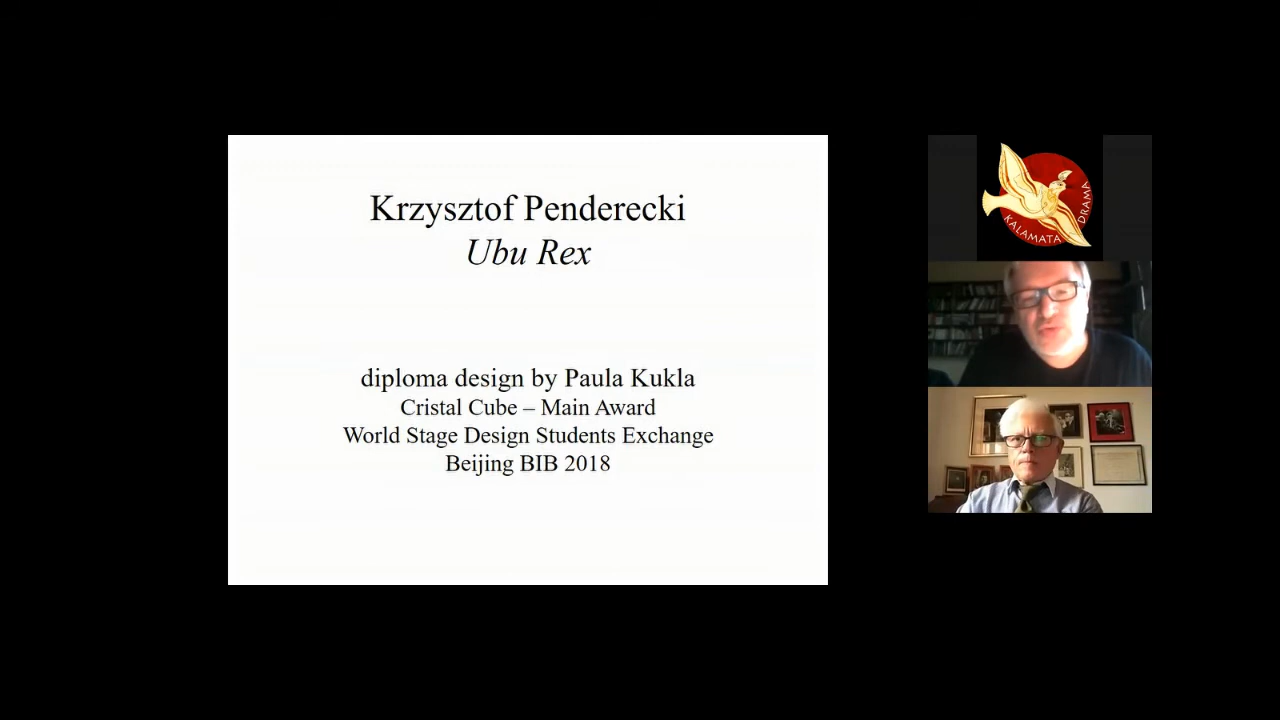 Krzysztof Penderecki
Ubu Rex
diploma design by Paula Kukla
Cristal Cube – Main Award
World Stage Design Students Exchange
Beijing BIB 2018
KALAMATA DRAMA